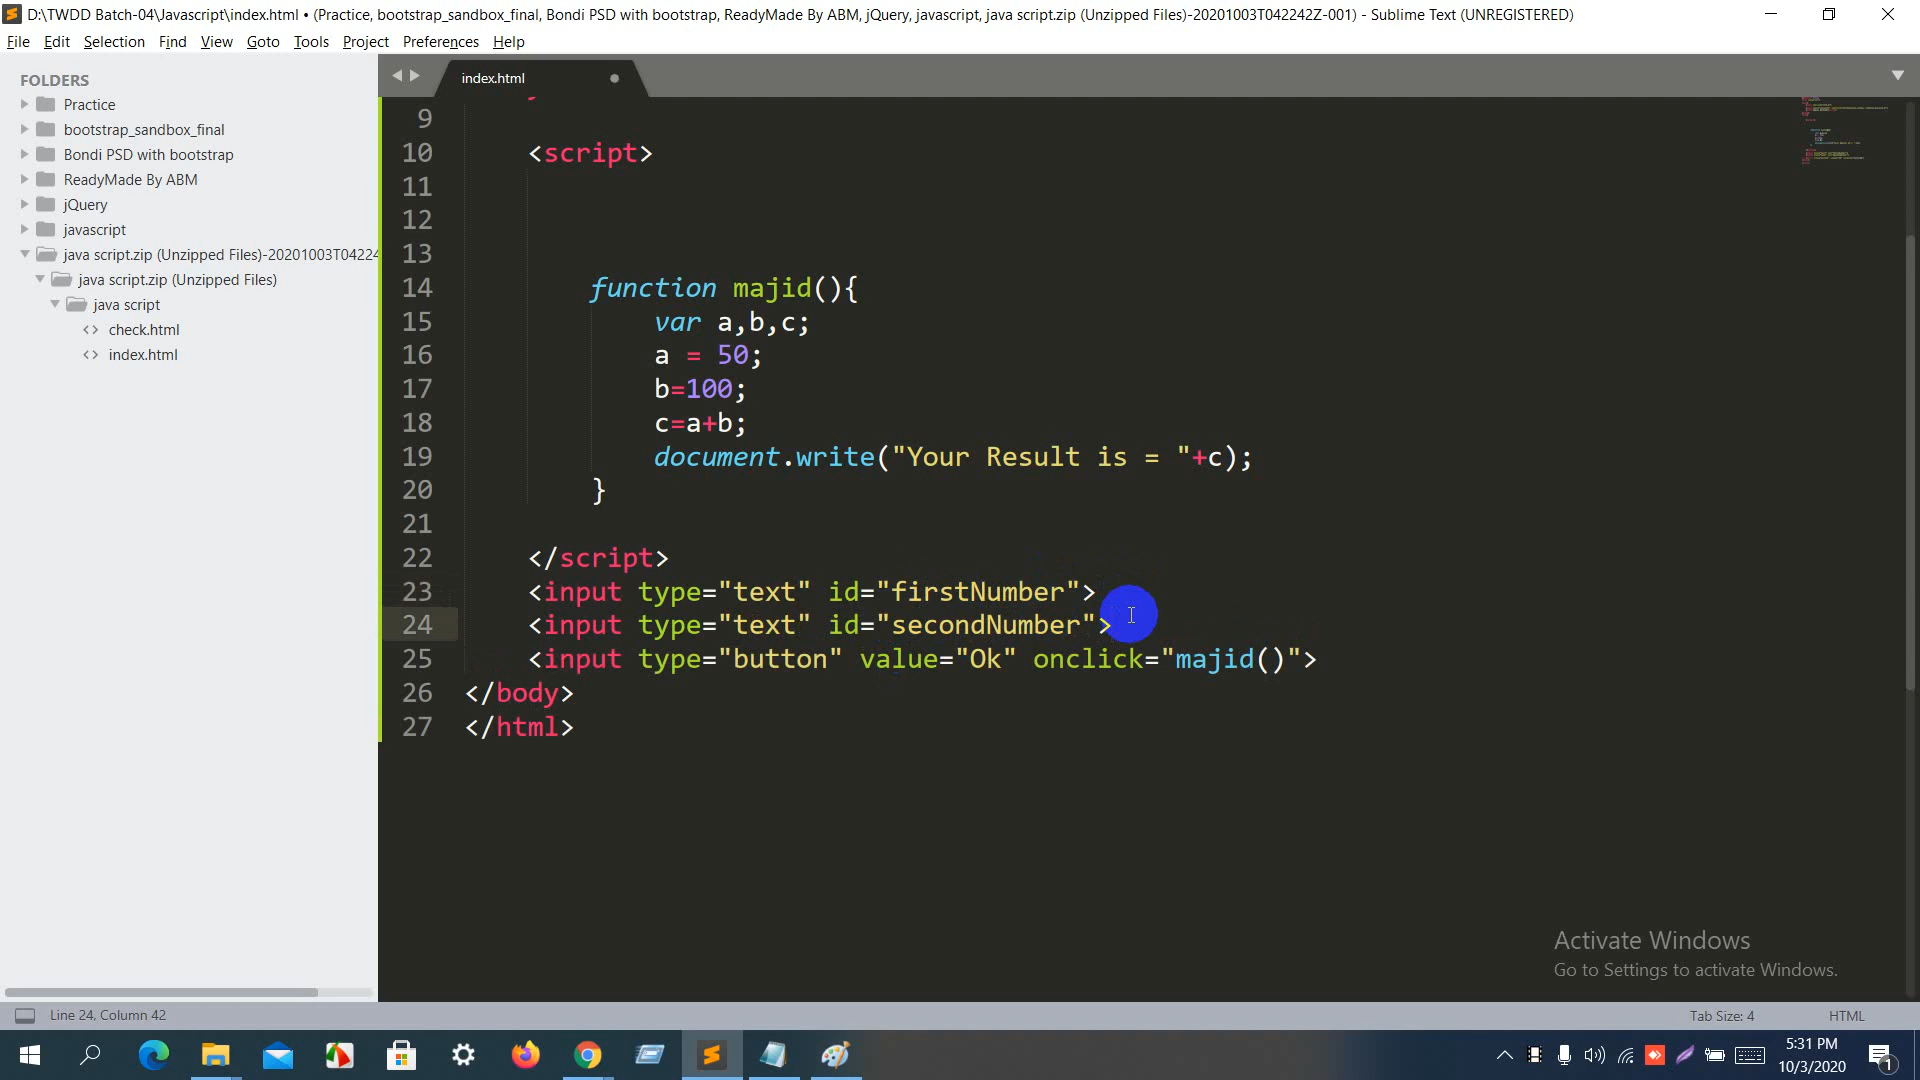 D:\TWDD Batch-04\Javascript\index.html • (Practice, bootstrap_sandbox_final, Bondi PSD with bootstrap, ReadyMade By ABM, jQuery, javascript, java script.zip (Unzipped Files)-20201003T042242Z-001) - Sublime Text (UNREGISTERED)
File Edit Selection Find View Goto Tools Project Preferences Help
FOLDERS
Practice
bootstrap_sandbox_final
Bondi PSD with bootstrap
ReadyMade By ABM
jQuery
javascript
java script.zip (Unzipped Files)-20201003T04224
java script.zip (Unzipped Files)
java script
<> check.html
<> index.html
index.html
9
10 <script>
11
12
13
14 function majid(){
15 var a,b,c;
16 a = 50;
17 b=100;
18 c=a+b;
19 document.write("Your Result is = "+c);
20 }
21
22 </script>
23 <input type="text" id="firstNumber">
24 <input type="text" id="secondNumber">
25 <input type="button" value="Ok" onclick="majid()">
26 </body>
27 </html>
Activate Windows
Go to Settings to activate Windows.
Line 24, Column 42
Tab Size: 4
HTML
5:31 PM
10/3/2020
1